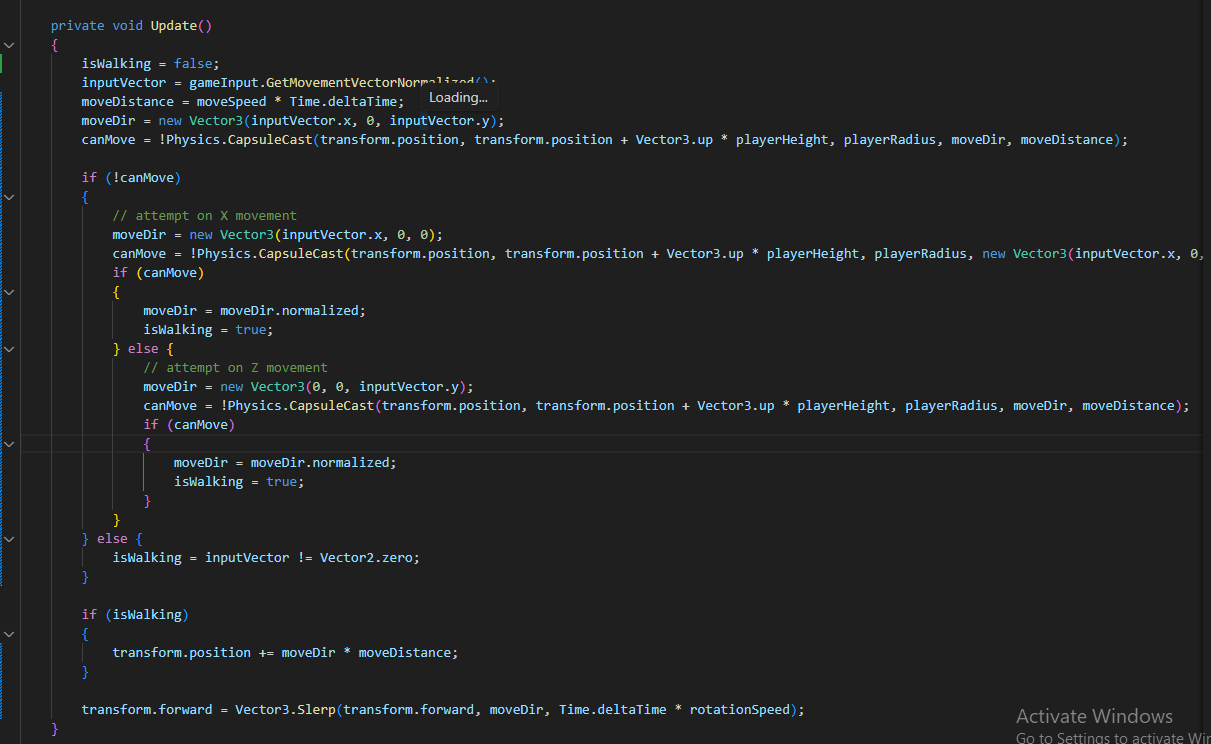 private void Update()
{
isWalking = false;
inputVector = gameInput.GetMovementVectorNormalized();
moveDistance = moveSpeed * Time.deltaTime;
Loading...
moveDir = new Vector3(inputVector.x, 0, inputVector.y);
canMove = !Physics.CapsuleCast(transform.position, transform.position + Vector3.up * playerHeight, playerRadius, moveDir, moveDistance);
if (!canMove)
{
// attempt on X movement
moveDir = new Vector3(inputVector.x, 0, 0);
canMove = !Physics.CapsuleCast(transform.position, transform.position + Vector3.up * playerHeight, playerRadius, new Vector3(inputVector.x, 0,
if (canMove)
{
moveDir = moveDir.normalized;
isWalking = true;
} else {
// attempt on Z movement
moveDir = new Vector3(0, 0, inputVector.y);
canMove = !Physics.CapsuleCast(transform.position, transform.position + Vector3.up * playerHeight, playerRadius, moveDir, moveDistance);
if (canMove)
{
moveDir = moveDir.normalized;
isWalking = true;
}
}
} else {
isWalking = inputVector != Vector2.zero;
}
if (isWalking)
{
transform.position += moveDir * moveDistance;
}
transform.forward = Vector3.Slerp(transform.forward, moveDir, Time.deltaTime * rotationSpeed);
}
Activate Windows
Go to Settings to activate Win